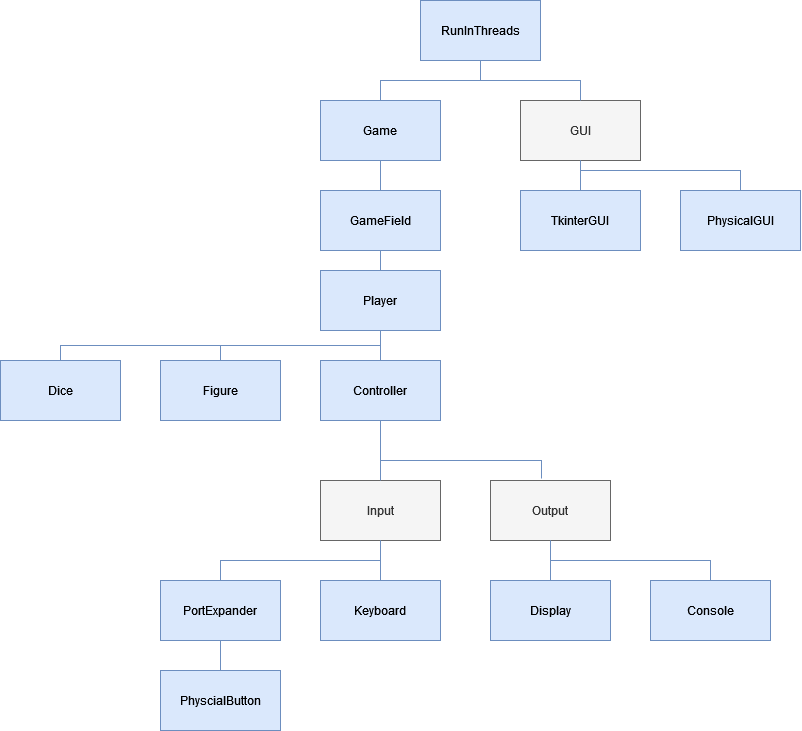 RunInThreads
Game
GUI
GameField
TkinterGUI
PhysicalGUI
Player
Dice
Figure
Controller
Input
Output
PortExpander
Keyboard
Display
Console
PhyscialButton